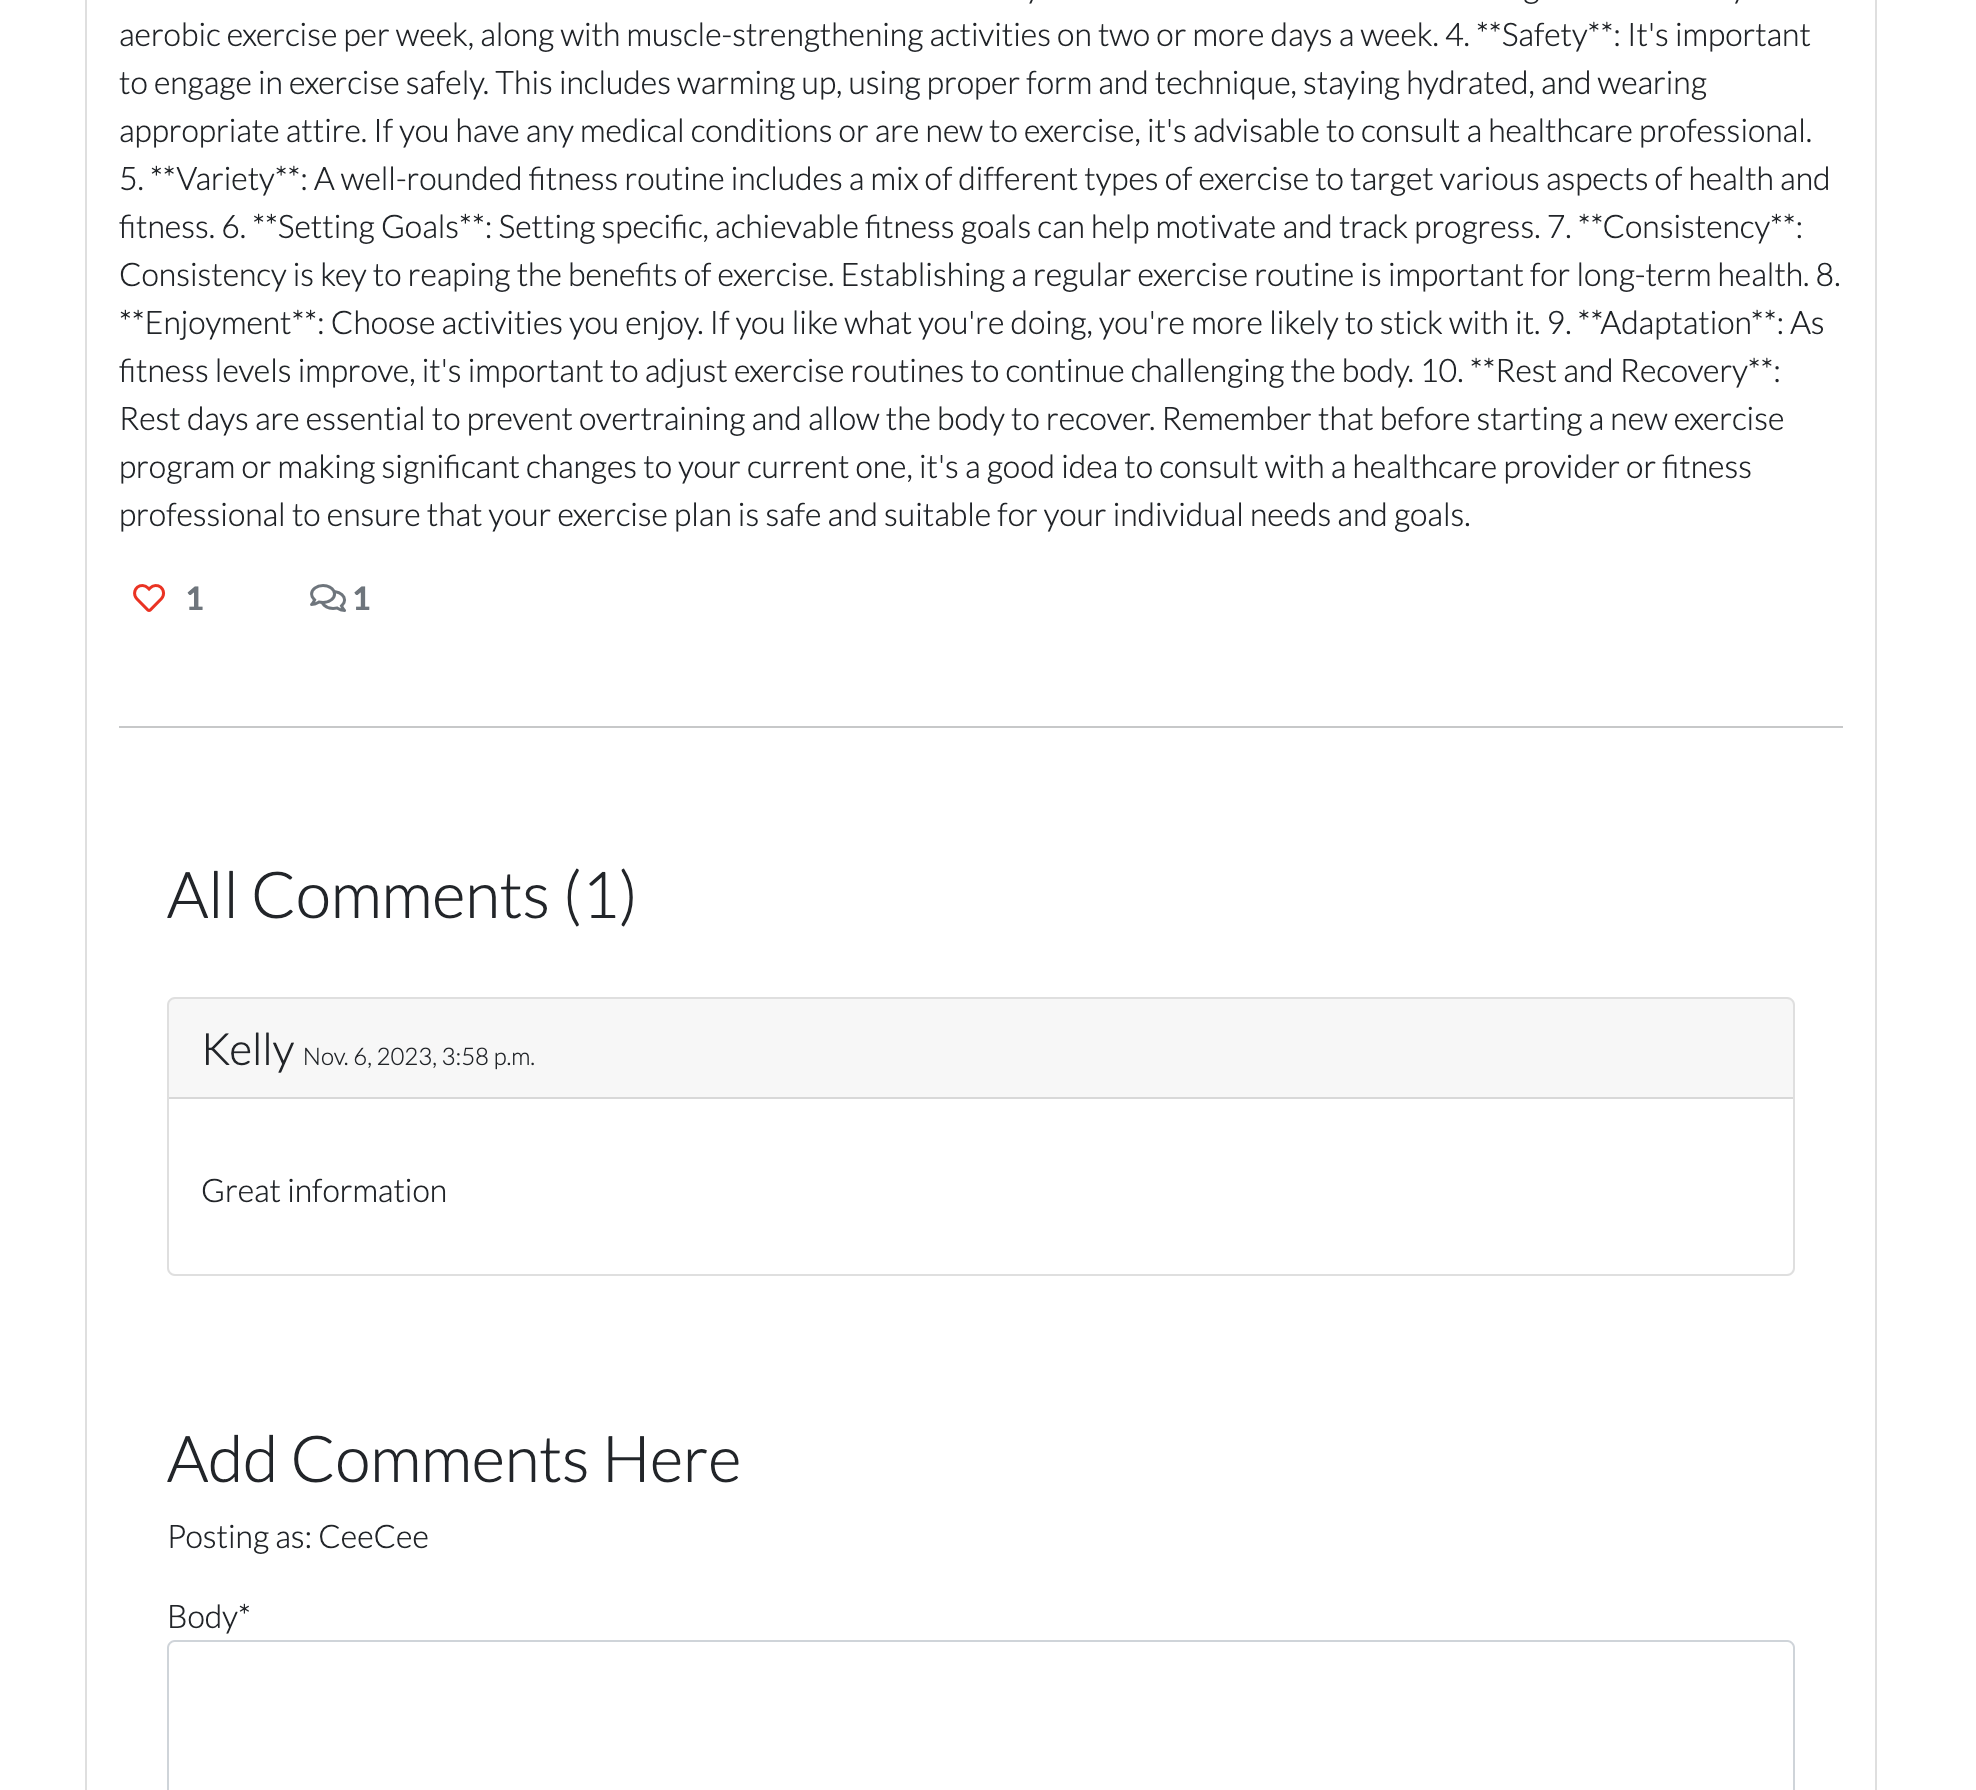 aerobic exercise per week, along with muscle-strengthening activities on two or more days a week. 4. **Safety**: It's important
to engage in exercise safely. This includes warming up, using proper form and technique, staying hydrated, and wearing
appropriate attire. If you have any medical conditions or are new to exercise, it's advisable to consult a healthcare professional.
5. **Variety**: A well-rounded fitness routine includes a mix of different types of exercise to target various aspects of health and
fitness. 6. **Setting Goals**: Setting specific, achievable fitness goals can help motivate and track progress. 7. **Consistency**:
Consistency is key to reaping the benefits of exercise. Establishing a regular exercise routine is important for long-term health. 8.
**Enjoyment**: Choose activities you enjoy. If you like what you're doing, you're more likely to stick with it. 9. **Adaptation**: As
fitness levels improve, it's important to adjust exercise routines to continue challenging the body. 10. **Rest and Recovery**:
Rest days are essential to prevent overtraining and allow the body to recover. Remember that before starting a new exercise
program or making significant changes to your current one, it's a good idea to consult with a healthcare provider or fitness
professional to ensure that your exercise plan is safe and suitable for your individual needs and goals.
1 1
All Comments (1)
Kelly Nov. 6, 2023, 3:58 p.m.
Great information
Add Comments Here
Posting as: CeeCee
Body*